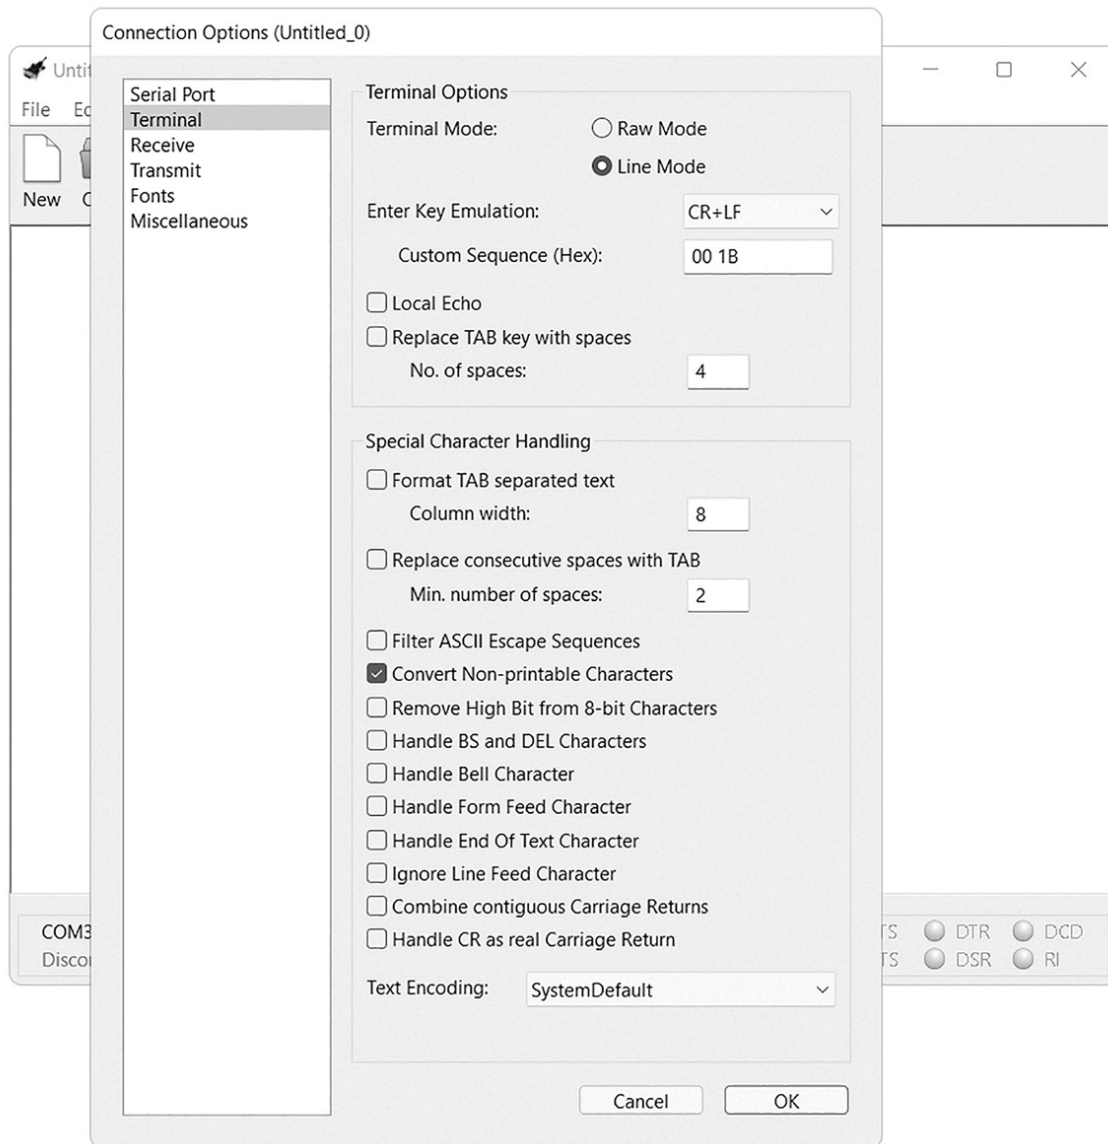 Connection Options (Untitled_0)
File
New
Serial Port
Terminal
Receive
Transmit
Fonts
Miscellaneous
Terminal Options
Terminal Mode:
Raw Mode
Line Mode
Enter Key Emulation: CR+LF
Custom Sequence (Hex): 00 1B
Local Echo
Replace TAB key with spaces
No. of spaces: 4
Special Character Handling
Format TAB separated text
Column width: 8
Replace consecutive spaces with TAB
Min. number of spaces: 2
Filter ASCII Escape Sequences
Convert Non-printable Characters
Remove High Bit from 8-bit Characters
Handle BS and DEL Characters
Handle Bell Character
Handle Form Feed Character
Handle End Of Text Character
Ignore Line Feed Character
Combine contiguous Carriage Returns
Handle CR as real Carriage Return
Text Encoding: SystemDefault
Cancel OK
COM3
DTR DCD
DSR RI